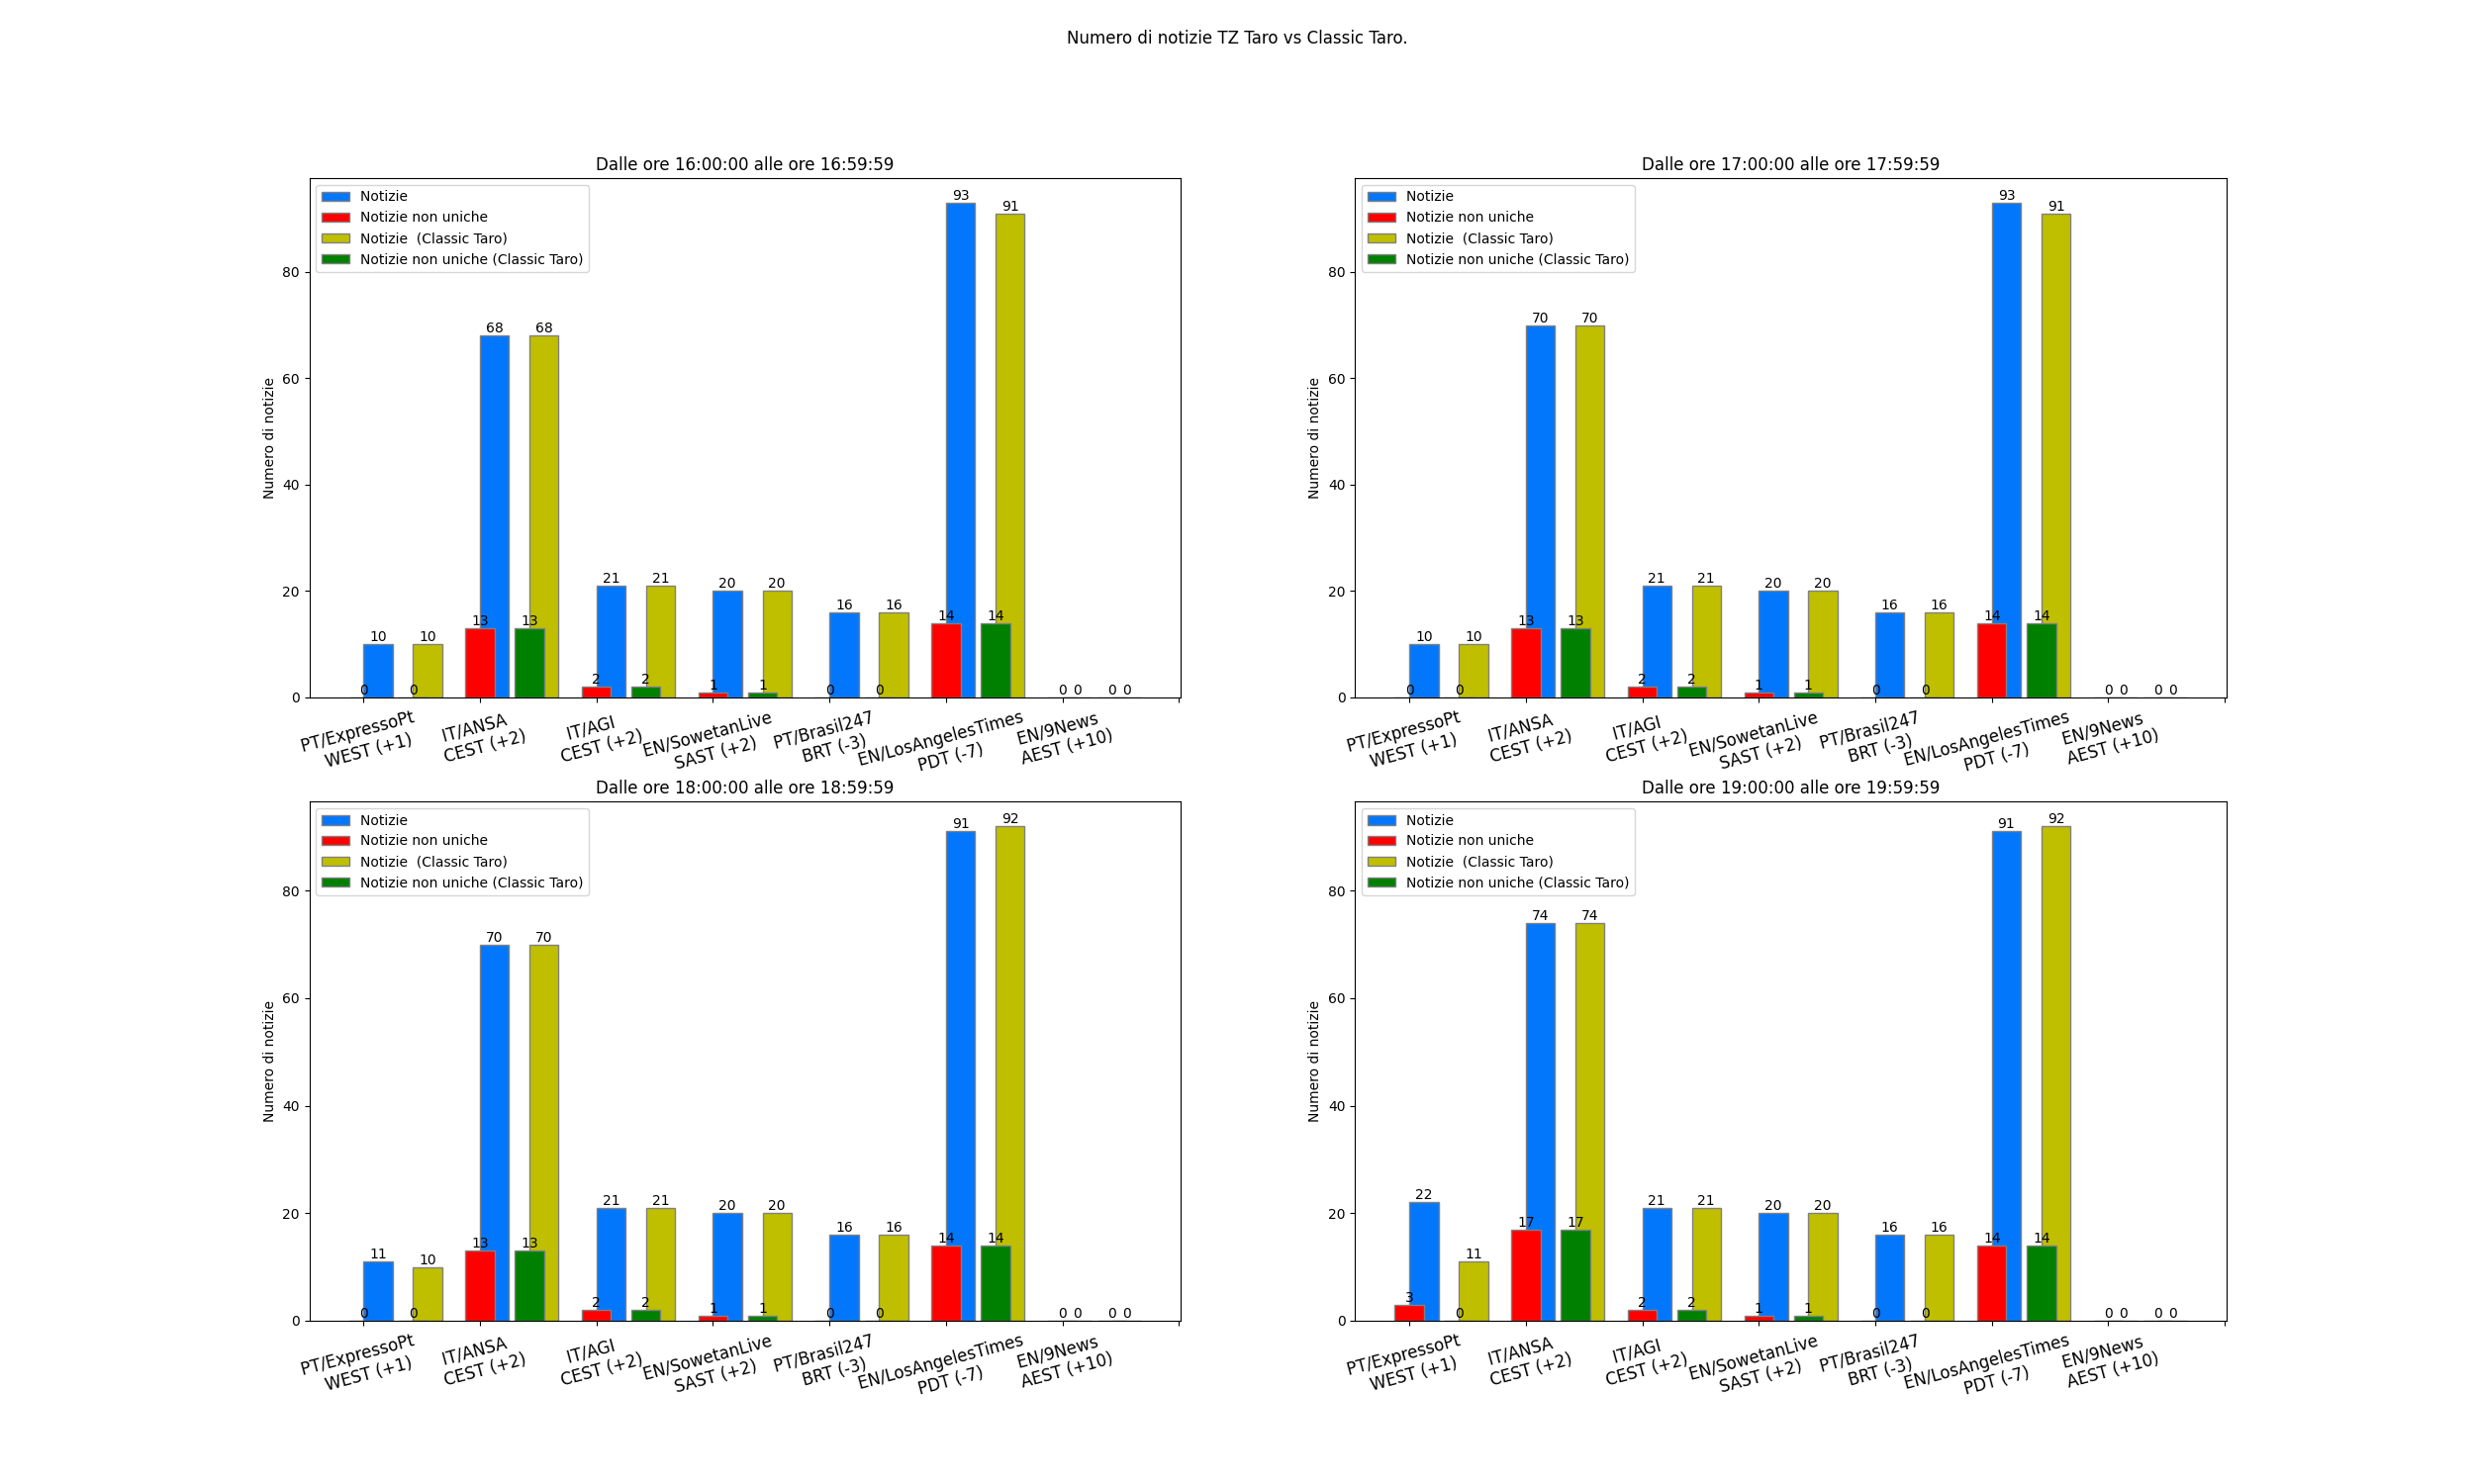 Numero di notizie TZ Taro vs Classic Taro.
Dalle ore 16:00:00 alle ore 16:59:59
Notizie
Notizie non uniche
Notizie  (Classic Taro)
Notizie non uniche (Classic Taro)
Numero di notizie
80
60
40
20
0
10 10 68 68 21 21 20 20 16 16 93 91
0 0 13 13 2 2 1 1 0 0 14 14 0 0 0 0
PT/ExpressoPt
WEST (+1)
IT/ANSA
CEST (+2)
IT/AGI
CEST (+2)
EN/SowetanLive
SAST (+2)
PT/Brasil247
BRT (-3)
EN/LosAngelesTimes
PDT (-7)
EN/9News
AEST (+10)
Dalle ore 17:00:00 alle ore 17:59:59
Notizie
Notizie non uniche
Notizie  (Classic Taro)
Notizie non uniche (Classic Taro)
Numero di notizie
80
60
40
20
0
10 10 70 70 21 21 20 20 16 16 93 91
0 0 13 13 2 2 1 1 0 0 14 14 0 0 0 0
PT/ExpressoPt
WEST (+1)
IT/ANSA
CEST (+2)
IT/AGI
CEST (+2)
EN/SowetanLive
SAST (+2)
PT/Brasil247
BRT (-3)
EN/LosAngelesTimes
PDT (-7)
EN/9News
AEST (+10)
Dalle ore 18:00:00 alle ore 18:59:59
Notizie
Notizie non uniche
Notizie  (Classic Taro)
Notizie non uniche (Classic Taro)
Numero di notizie
80
60
40
20
0
11 10 70 70 21 21 20 20 16 16 91 92
0 0 13 13 2 2 1 1 0 0 14 14 0 0 0 0
PT/ExpressoPt
WEST (+1)
IT/ANSA
CEST (+2)
IT/AGI
CEST (+2)
EN/SowetanLive
SAST (+2)
PT/Brasil247
BRT (-3)
EN/LosAngelesTimes
PDT (-7)
EN/9News
AEST (+10)
Dalle ore 19:00:00 alle ore 19:59:59
Notizie
Notizie non uniche
Notizie  (Classic Taro)
Notizie non uniche (Classic Taro)
Numero di notizie
80
60
40
20
0
22 11 74 74 21 21 20 20 16 16 91 92
3 0 17 17 2 2 1 1 0 0 14 14 0 0 0 0
PT/ExpressoPt
WEST (+1)
IT/ANSA
CEST (+2)
IT/AGI
CEST (+2)
EN/SowetanLive
SAST (+2)
PT/Brasil247
BRT (-3)
EN/LosAngelesTimes
PDT (-7)
EN/9News
AEST (+10)